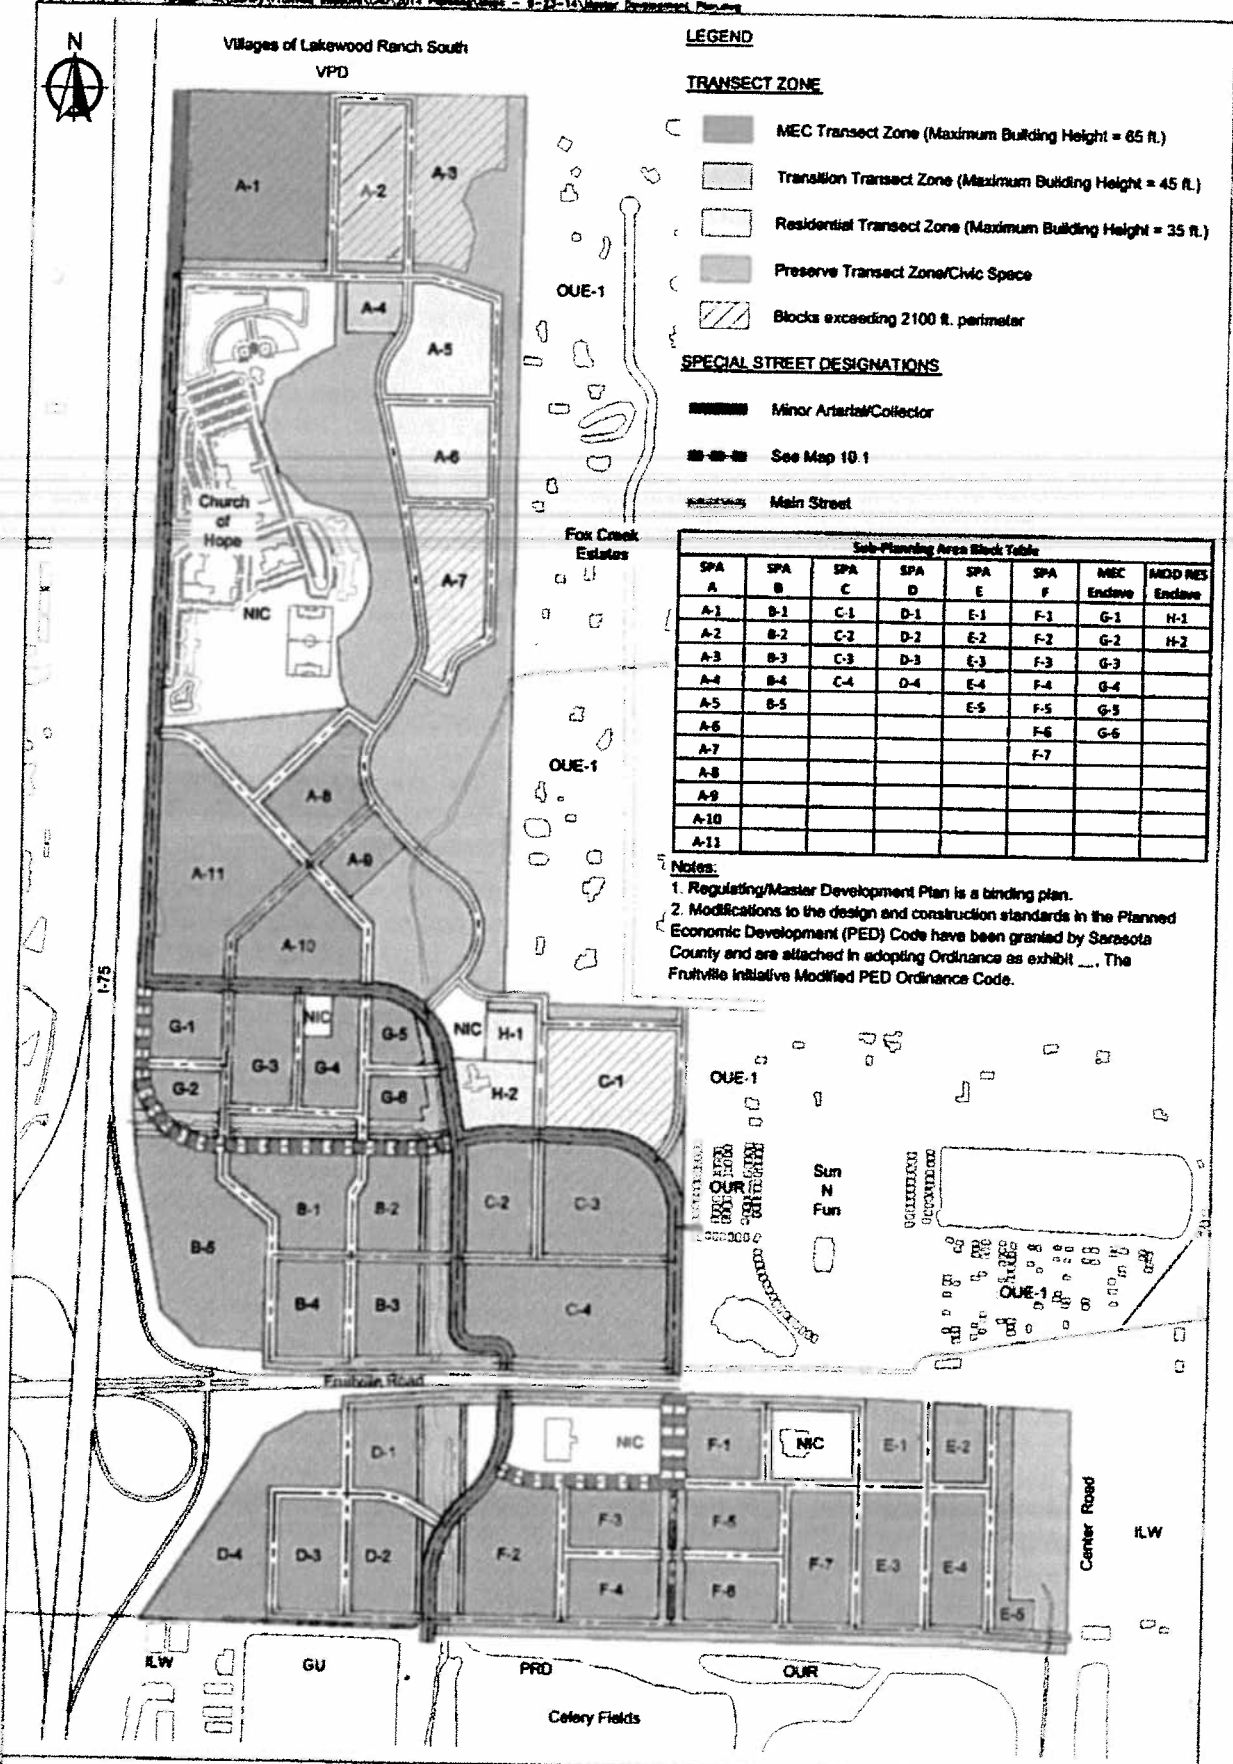 N
Villages of Lakewood Ranch South
VPD
LEGEND
TRANSECT ZONE
MEC Transect Zone (Maximum Building Height = 65 ft.)
Transition Transect Zone (Maximum Building Height = 45 ft.)
Residential Transect Zone (Maximum Building Height = 35 ft.)
Preserve Transect Zone/Civic Space
Blocks exceeding 2100 ft. perimeter
SPECIAL STREET DESIGNATIONS
Minor Arterial/Collector
See Map 10.1
Main Street
Sub-Planning Area Block Table
SPA A SPA B SPA C SPA D SPA E SPA F MEC Enclave MOD RES Enclave
A-1 B-1 C-1 D-1 E-1 F-1 G-1 H-1
A-2 B-2 C-2 D-2 E-2 F-2 G-2 H-2
A-3 B-3 C-3 D-3 E-3 F-3 G-3
A-4 B-4 C-4 D-4 E-4 F-4 G-4
A-5 B-5 E-5 F-5 G-5
A-6 F-6 G-6
A-7 F-7
A-8
A-9
A-10
A-11
Notes:
1. Regulating/Master Development Plan is a binding plan.
2. Modifications to the design and construction standards in the Planned
Economic Development (PED) Code have been granted by Sarasota
County and are attached in adopting Ordinance as exhibit __. The
Fruitville Initiative Modified PED Ordinance Code.
A-1
A-2
A-3
OUE-1
A-4
A-5
A-6
Church
of
Hope
Fox Creek
Estates
A-7
NIC
OUE-1
A-8
A-9
A-11
A-10
I-75
G-1
NIC
G-5
NIC
H-1
G-3
G-4
G-2
G-6
H-2
C-1
OUE-1
OUR
Sun
N
Fun
B-1
B-2
C-2
C-3
B-5
B-4
B-3
C-4
OUE-1
Fruitville Road
D-1
NIC
F-1
NIC
E-1
E-2
D-4
D-3
D-2
F-2
F-3
F-5
F-4
F-6
F-7
E-3
E-4
E-5
Center Road
ILW
ILW
GU
PRD
OUR
Celery Fields